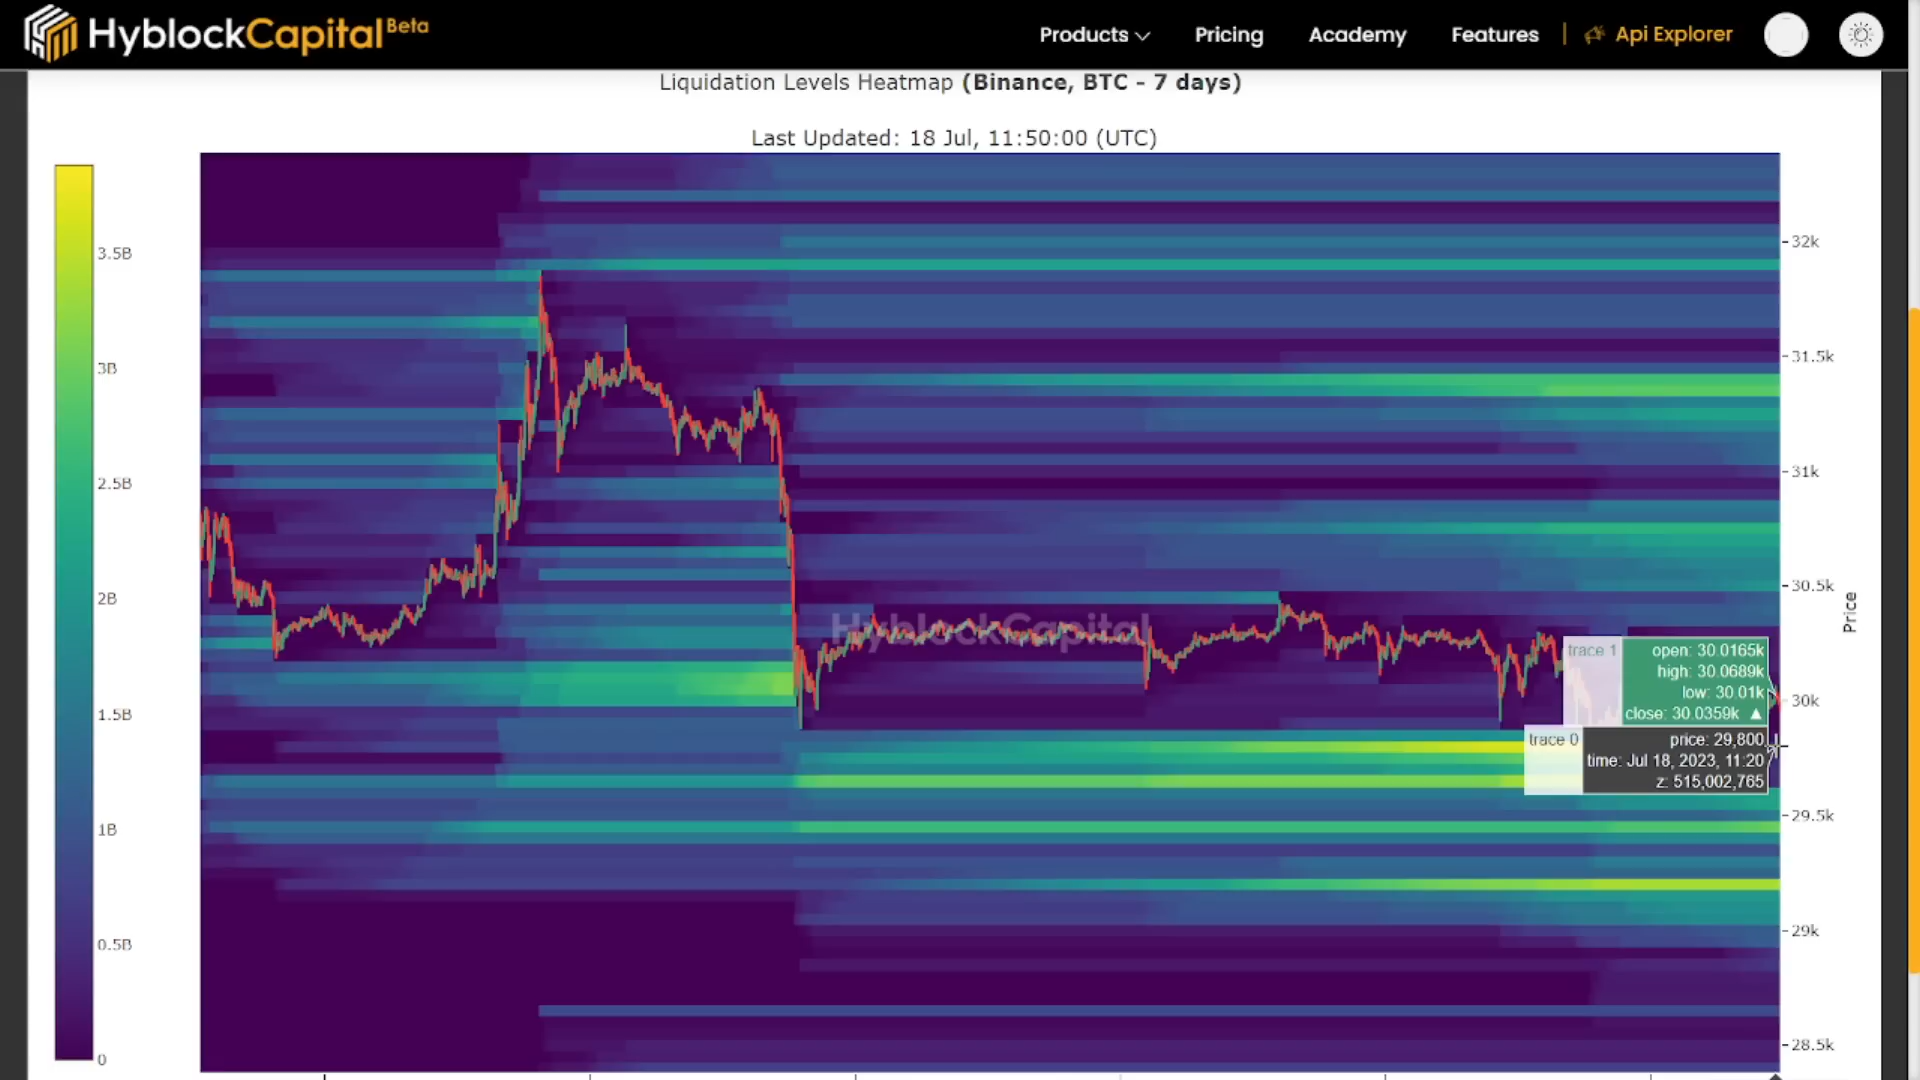 HyblockCapital Beta
Products
Pricing
Academy
Features
Api Explorer
Liquidation Levels Heatmap (Binance, BTC - 7 days)
Last Updated: 18 Jul, 11:50:00 (UTC)
3.5B
3B
2.5B
2B
1.5B
1B
0.5B
0
HyblockCapital
32k
31.5k
31k
30.5k
30k
29.5k
29k
28.5k
Price
trace 1
open: 30.0165k
high: 30.0689k
low: 30.01k
close: 30.0359k ▲
trace 0
price: 29,800
time: Jul 18, 2023, 11:20
z: 515,002,765